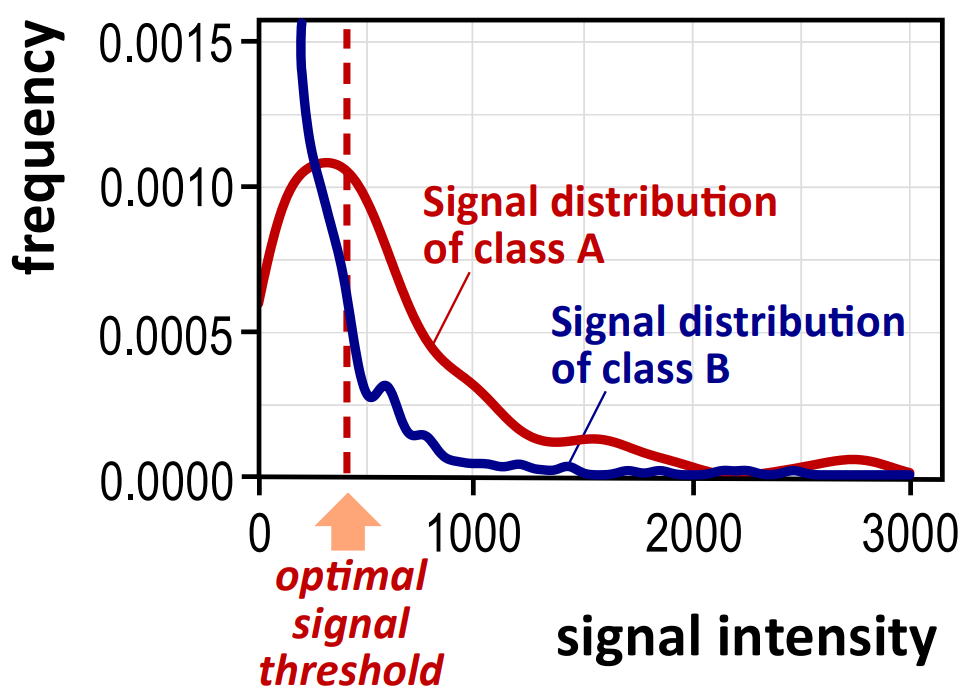 frequency
0.0015
0.0010
0.0005
0.0000
Signal distribution
of class A
Signal distribution
of class B
0
1000
2000
3000
optimal
signal
threshold
signal intensity